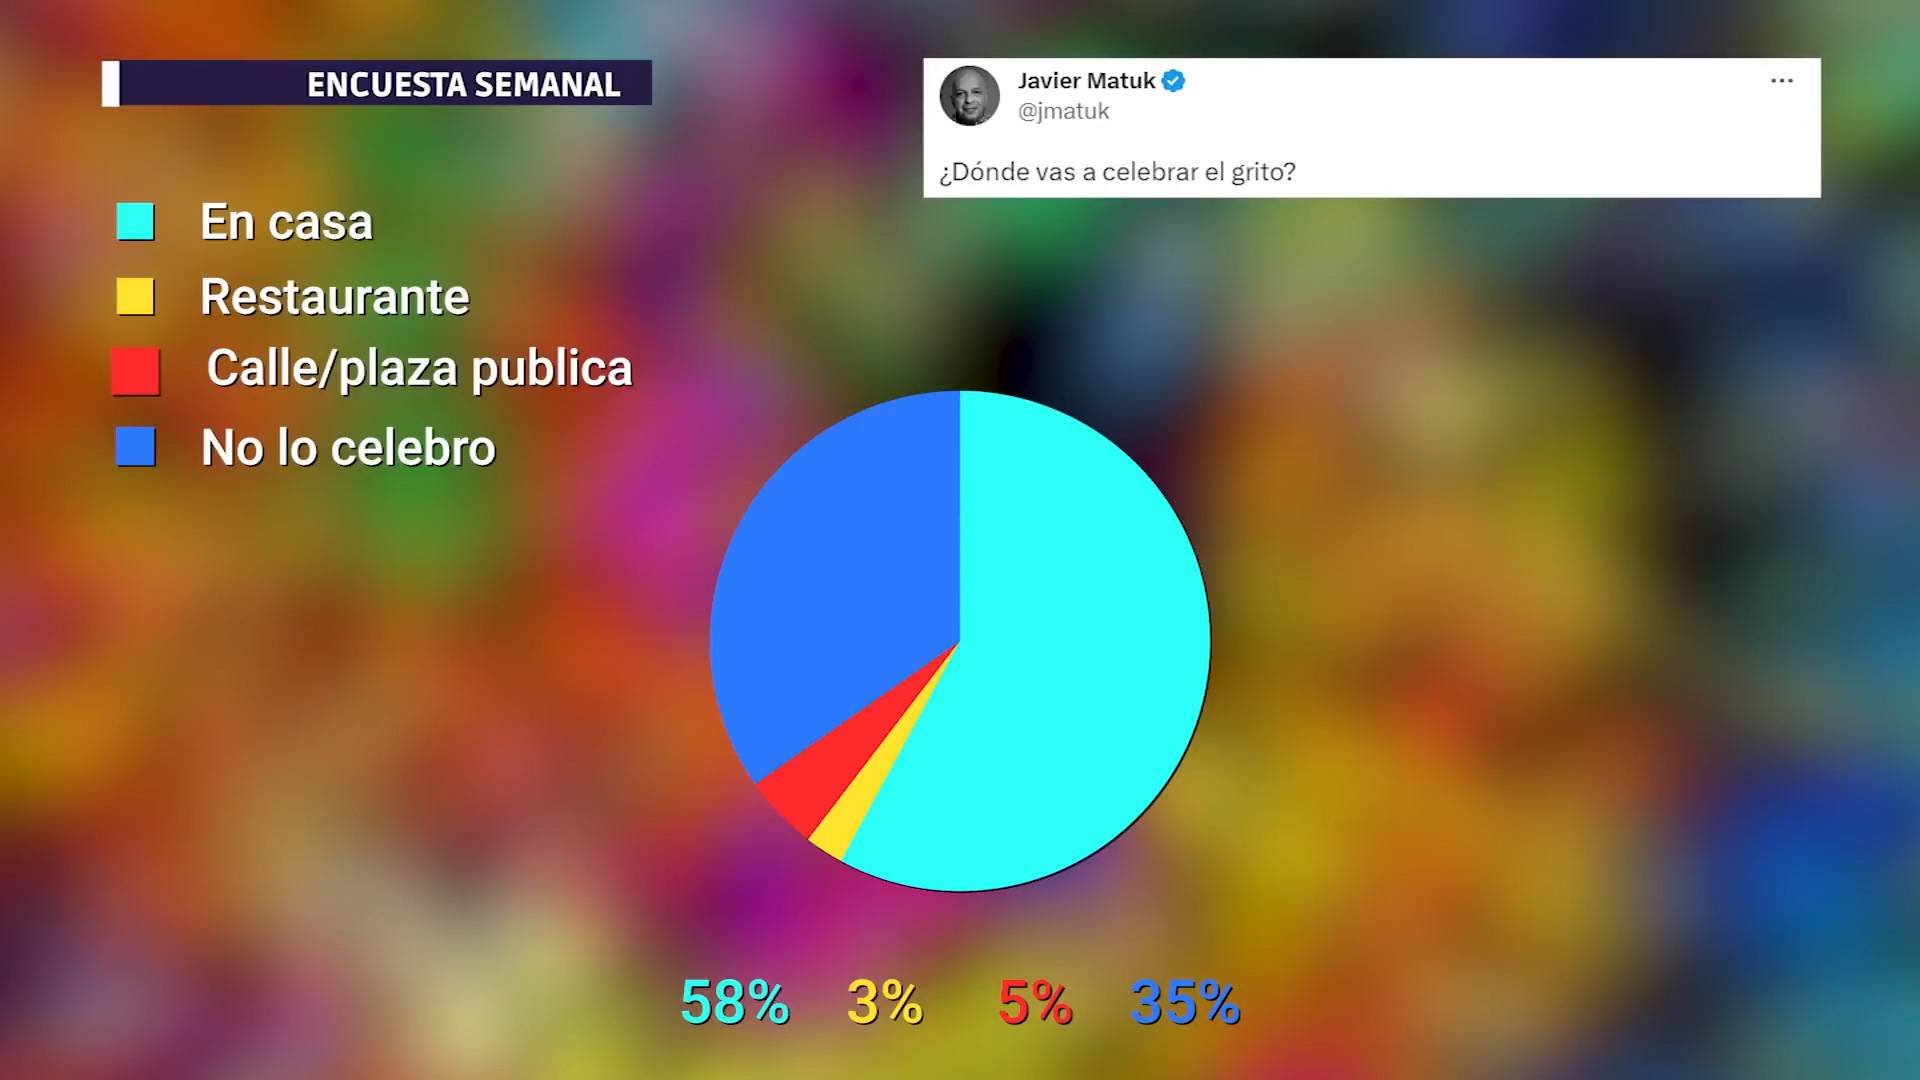 ENCUESTA SEMANAL
Javier Matuk
@jmatuk
¿Dónde vas a celebrar el grito?
En casa
Restaurante
Calle/plaza publica
No lo celebro
58% 3% 5% 35%